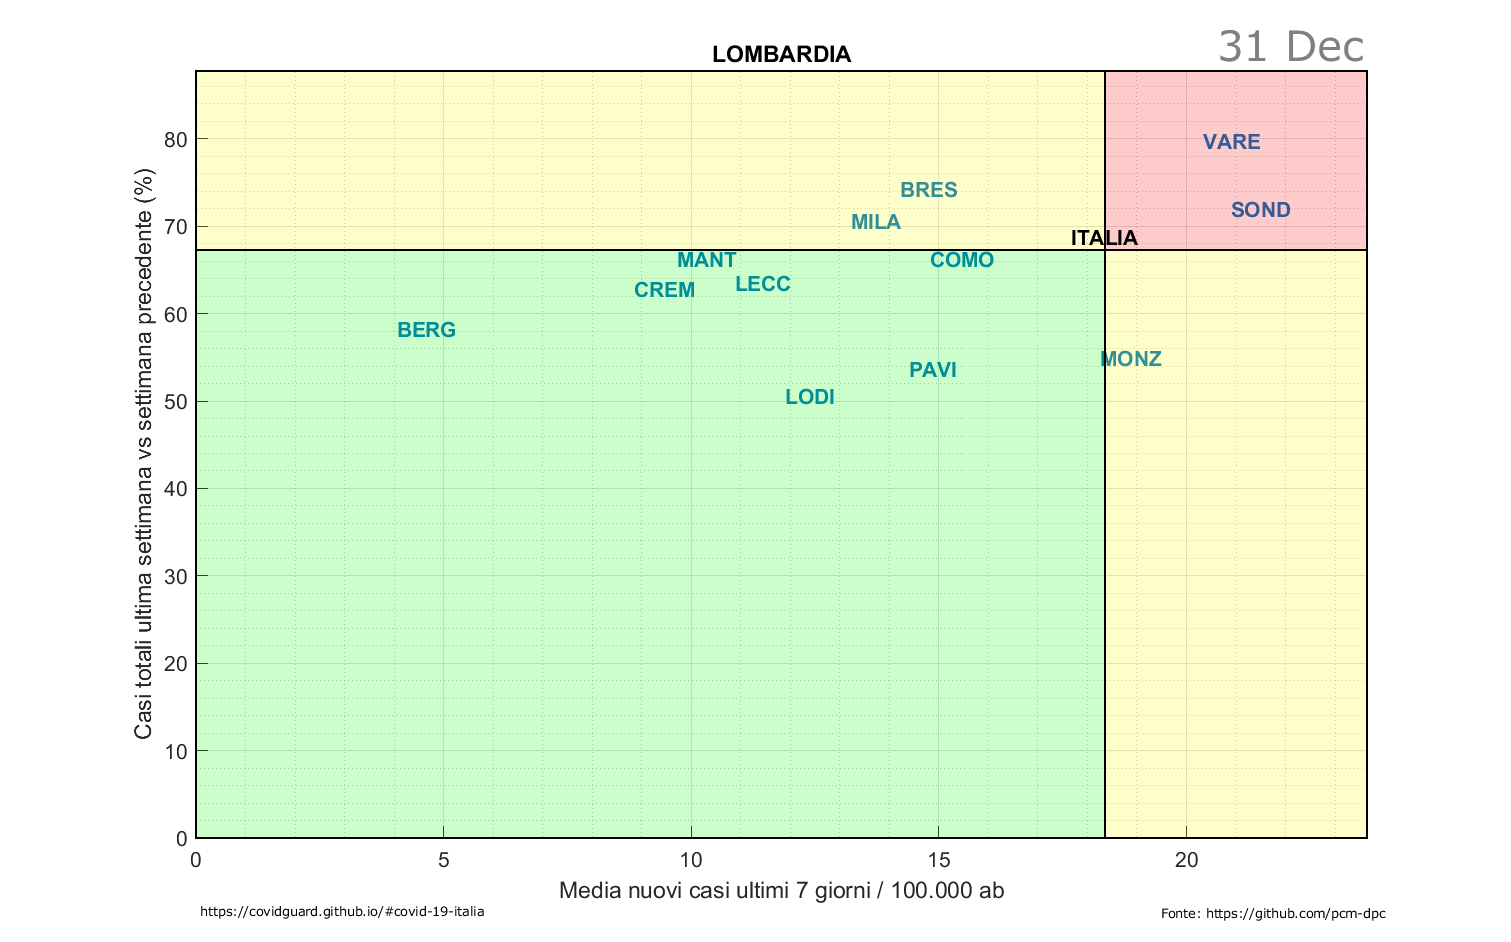 31 Dec
LOMBARDIA
Casi totali ultima settimana vs settimana precedente (%)
80
70
60
50
40
30
20
10
0
VARE
BRES
SOND
MILA
ITALIA
MANT
COMO
LECC
CREM
BERG
MONZ
PAVI
LODI
0 5 10 15 20
Media nuovi casi ultimi 7 giorni / 100.000 ab
https://covidguard.github.io/#covid-19-italia
Fonte: https://github.com/pcm-dpc